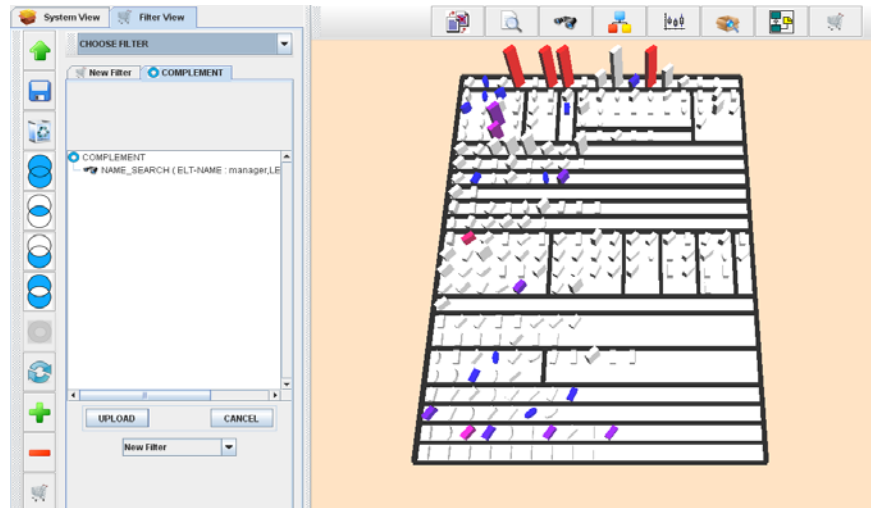 System View
Filter View
CHOOSE FILTER
New Filter
COMPLEMENT
COMPLEMENT
NAME_SEARCH ( ELT-NAME : manager,LE
UPLOAD
CANCEL
New Filter